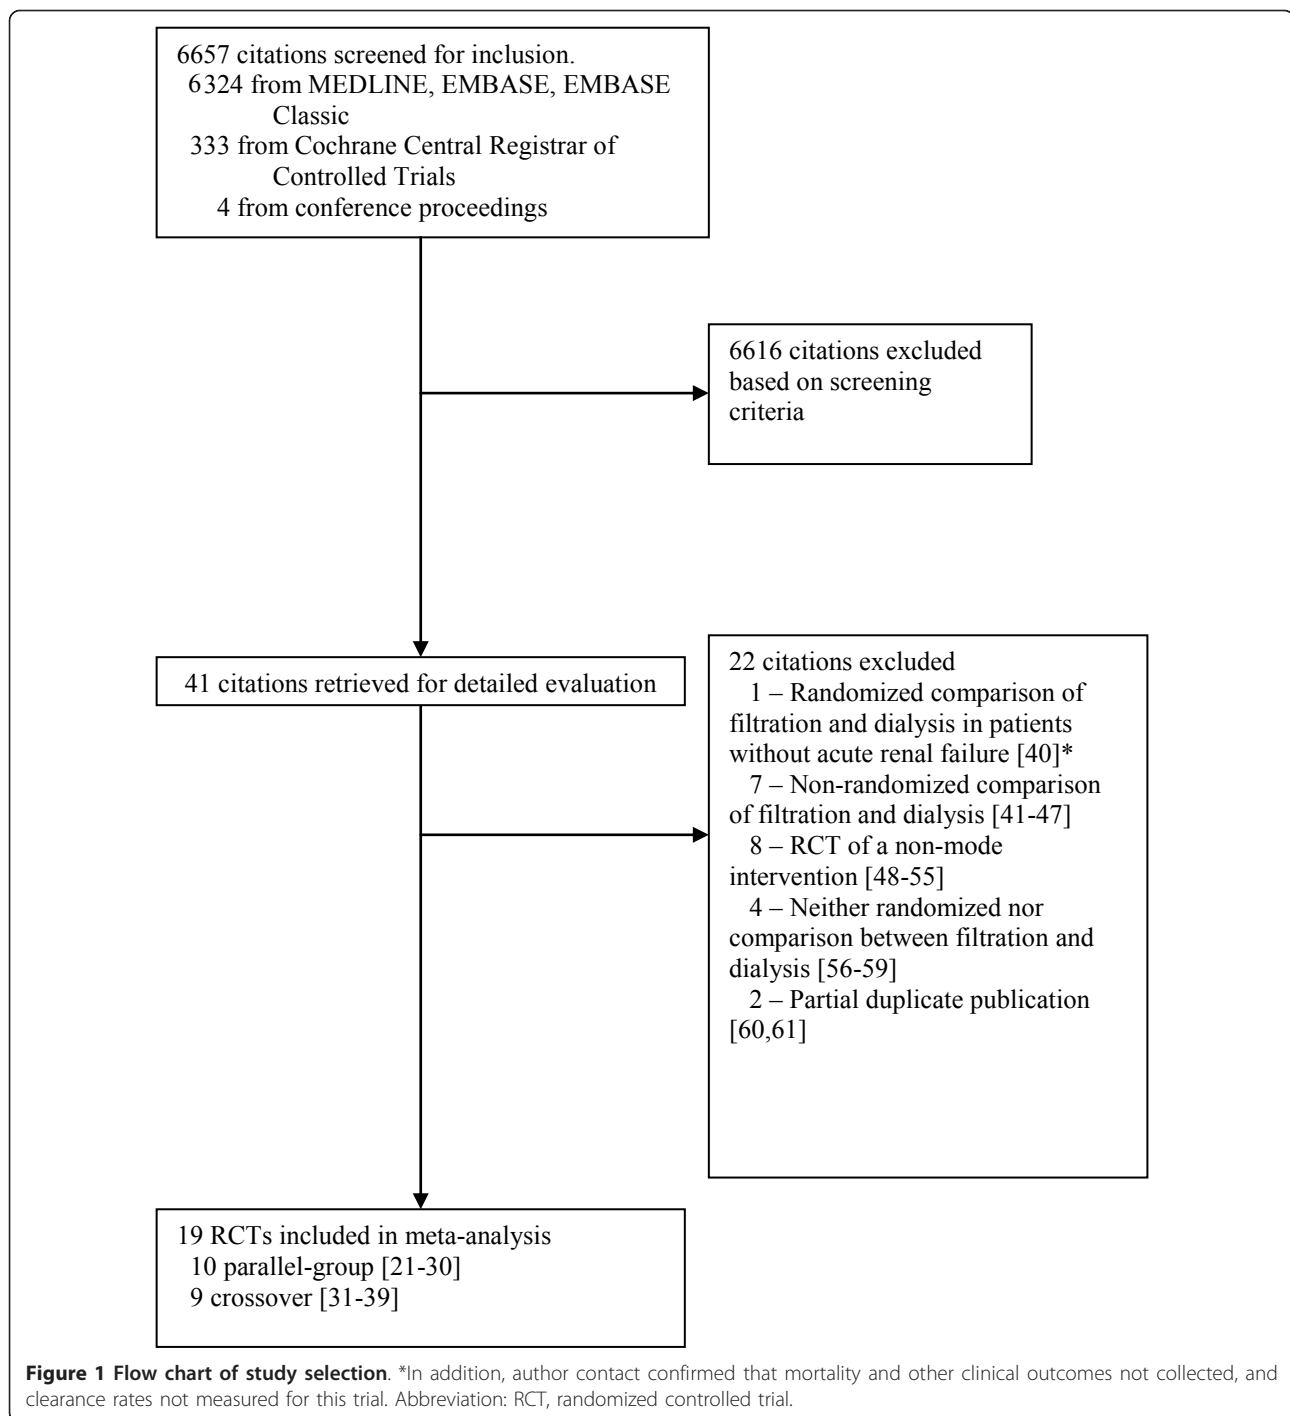 6657 citations screened for inclusion.
6324 from MEDLINE, EMBASE, EMBASE
Classic
333 from Cochrane Central Registrar of
Controlled Trials
4 from conference proceedings
6616 citations excluded
based on screening
criteria
41 citations retrieved for detailed evaluation
22 citations excluded
1 – Randomized comparison of
filtration and dialysis in patients
without acute renal failure [40]*
7 – Non-randomized comparison
of filtration and dialysis [41-47]
8 – RCT of a non-mode
intervention [48-55]
4 – Neither randomized nor
comparison between filtration and
dialysis [56-59]
2 – Partial duplicate publication
[60,61]
19 RCTs included in meta-analysis
10 parallel-group [21-30]
9 crossover [31-39]
Figure 1 Flow chart of study selection. *In addition, author contact confirmed that mortality and other clinical outcomes not collected, and
clearance rates not measured for this trial. Abbreviation: RCT, randomized controlled trial.